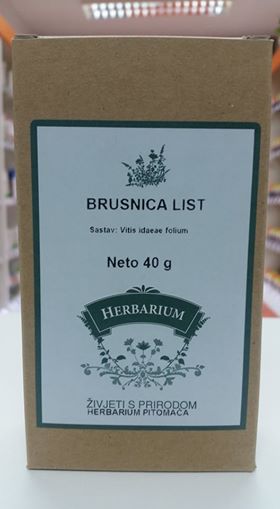 BRUSNICA LIST
Sastav: Vitis idaeae folium
Neto 40 g
HERBARIUM
ŽIVJETI S PRIRODOM
HERBARIUM PITOMAČA